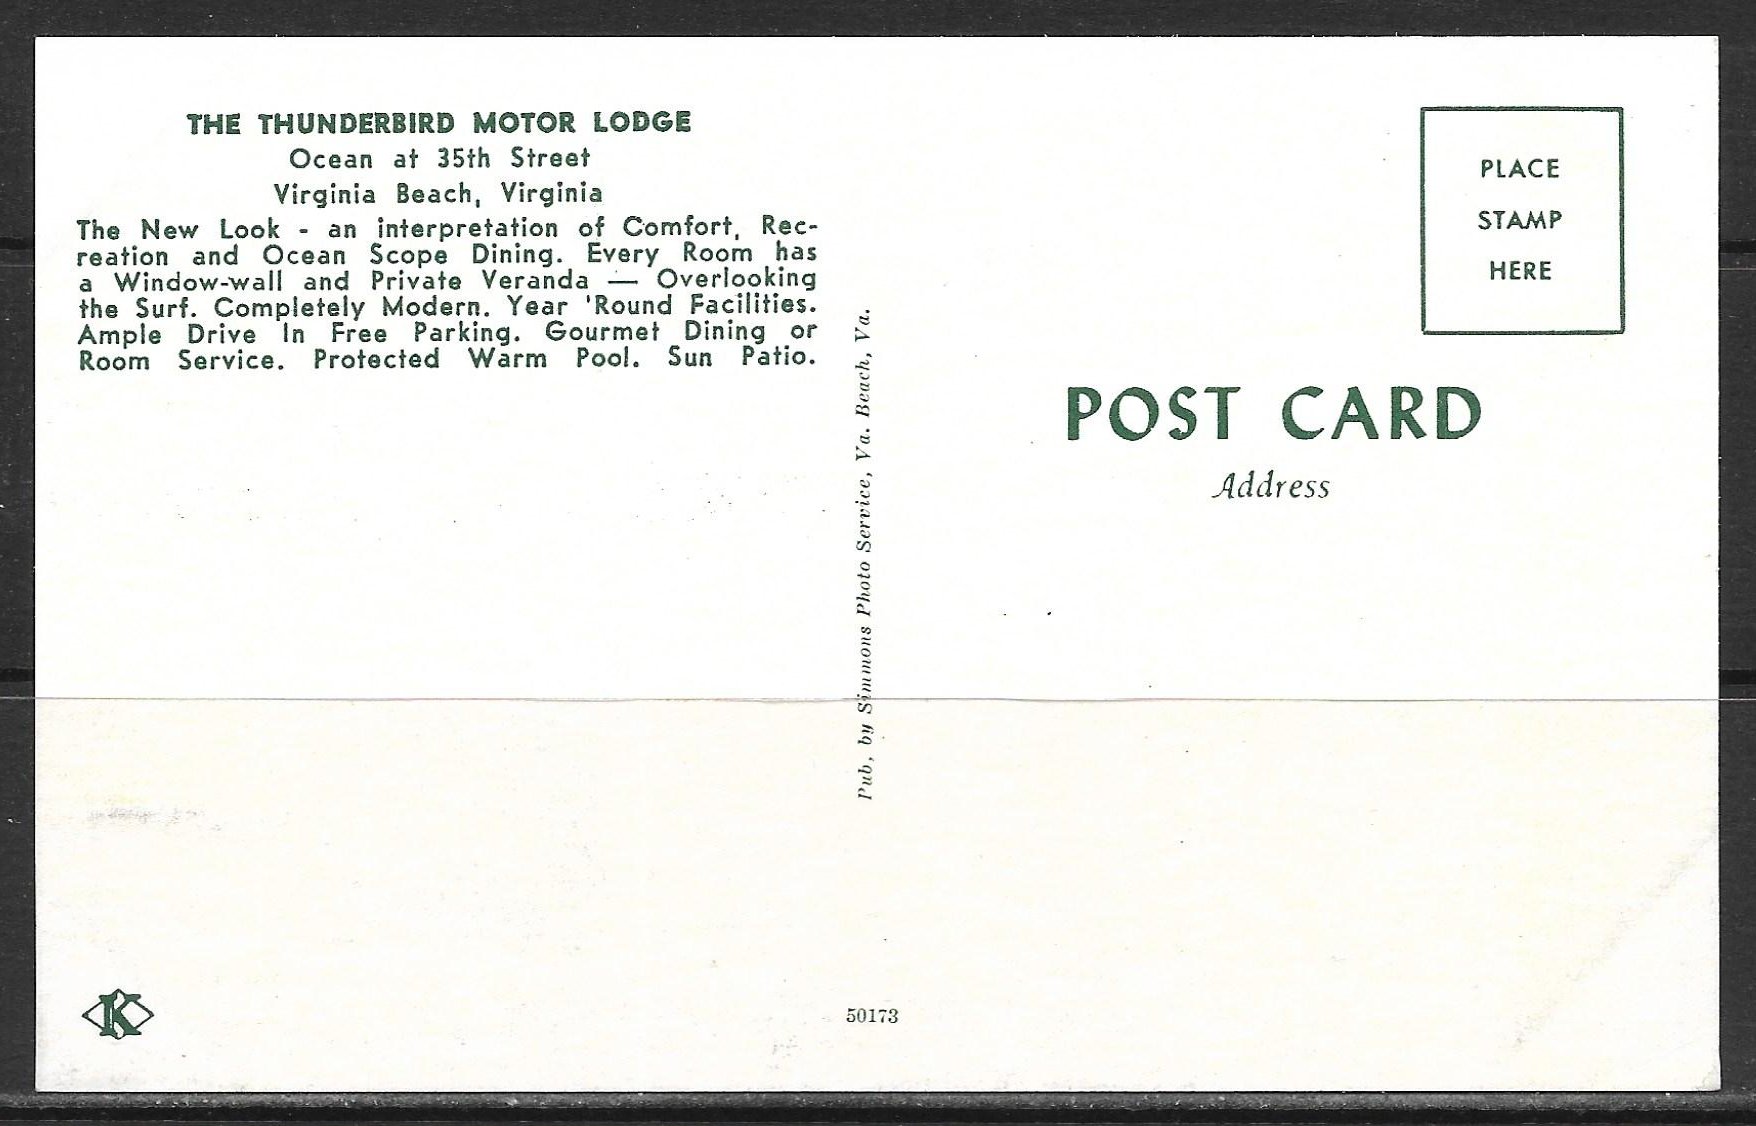 THE THUNDERBIRD MOTOR LODGE
Ocean at 35th Street
Virginia Beach, Virginia
The New Look - an interpretation of Comfort, Rec-
reation and Ocean Scope Dining. Every Room has
a Window-wall and Private Veranda — Overlooking
the Surf. Completely Modern. Year 'Round Facilities.
Ample Drive In Free Parking. Gourmet Dining or
Room Service. Protected Warm Pool. Sun Patio.
Pub, by Simmons Photo Service, Va. Beach, Va.
PLACE
STAMP
HERE
POST CARD
Address
K
50173